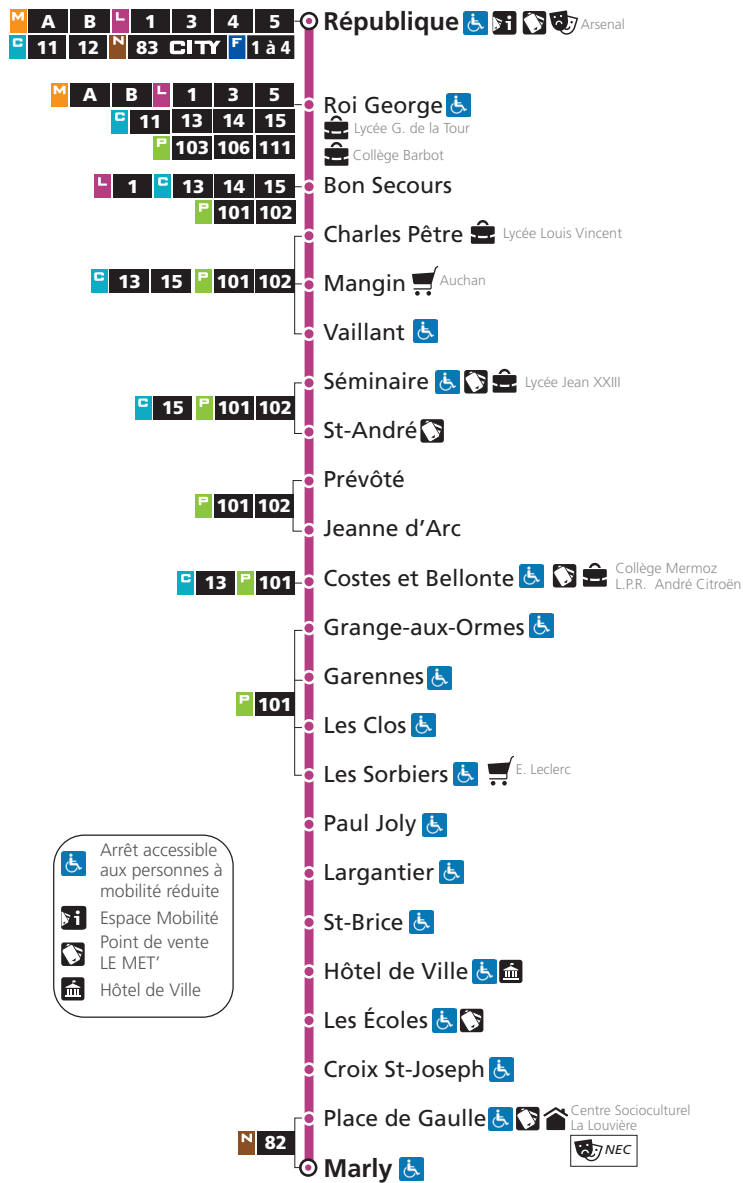 M A B L 1 3 4 5 République Arsenal
C 11 12 N 83 CITY F 1 à 4
M A B L 1 3 5 Roi George
C 11 13 14 15 Lycée G. de la Tour
P 103 106 111 Collège Barbot
L 1 C 13 14 15 Bon Secours
P 101 102
Charles Pêtre Lycée Louis Vincent
C 13 15 P 101 102 Mangin Auchan
Vaillant
Séminaire Lycée Jean XXIII
C 15 P 101 102
St-André
Prévôté
P 101 102
Jeanne d'Arc
C 13 P 101 Costes et Bellonte Collège Mermoz
L.P.R. André Citroën
Grange-aux-Ormes
Garennes
P 101
Les Clos
Les Sorbiers E. Leclerc
Paul Joly
Largantier
St-Brice
Hôtel de Ville
Les Écoles
Croix St-Joseph
Place de Gaulle Centre Socioculturel
La Louvière
N 82
NEC
Marly
Arrêt accessible
aux personnes à
mobilité réduite
Espace Mobilité
Point de vente
LE MET'
Hôtel de Ville